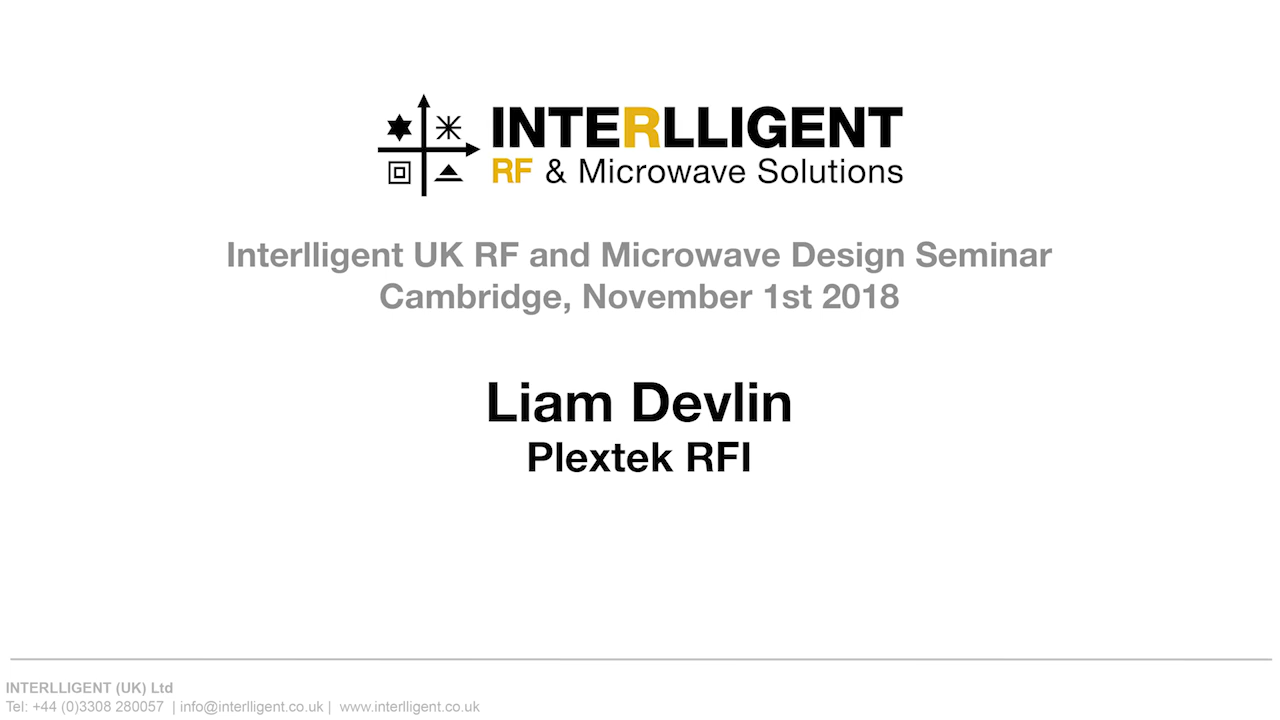 INTERLLIGENT
RF & Microwave Solutions
Interlligent UK RF and Microwave Design Seminar
Cambridge, November 1st 2018
Liam Devlin
Plextek RFI
INTERLLIGENT (UK) Ltd
Tel: +44 (0)3308 280057 | info@interlligent.co.uk | www.interlligent.co.uk